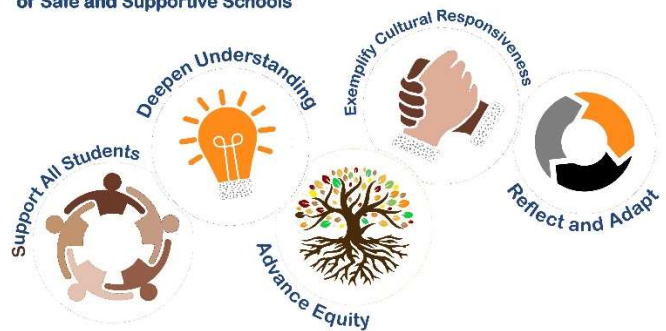 of Safe and Supportive Schools
Support All Students
Deepen Understanding
Advance Equity
Exemplify Cultural Responsiveness
Reflect and Adapt